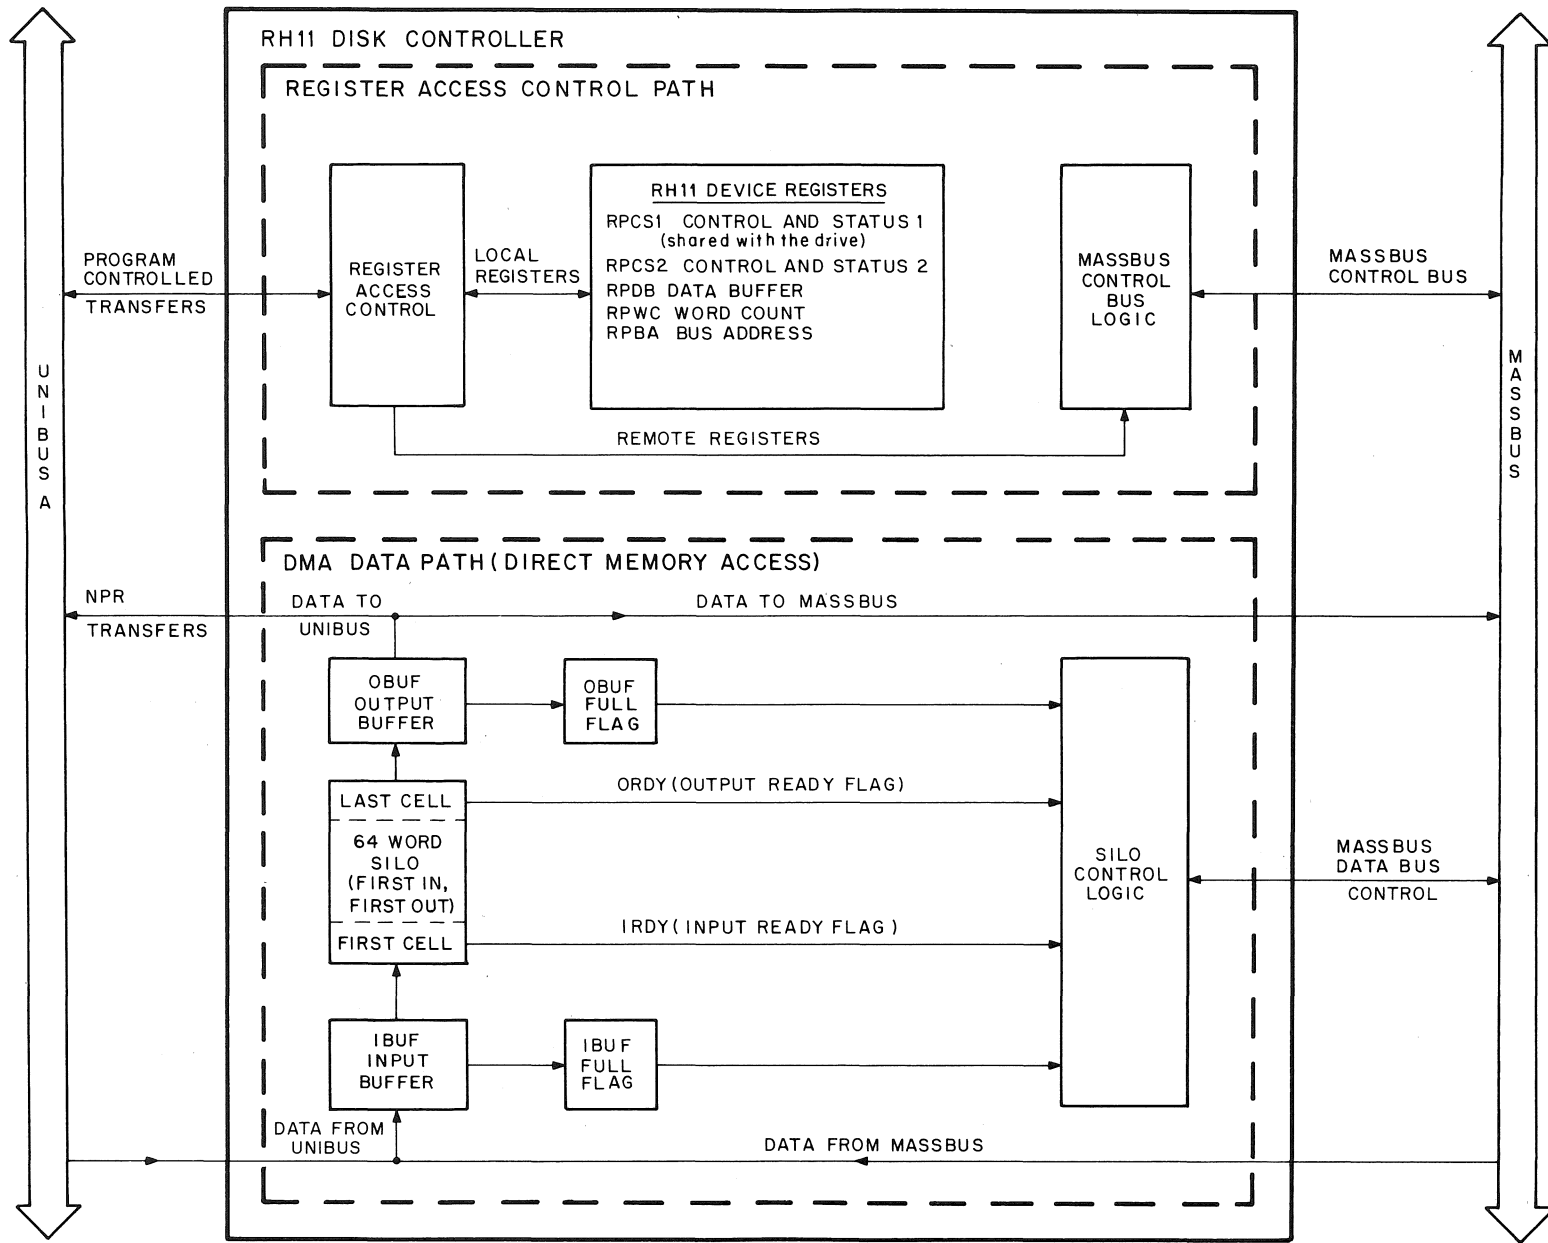 RH11 DISK CONTROLLER
REGISTER ACCESS CONTROL PATH
PROGRAM
CONTROLLED
TRANSFERS
REGISTER
ACCESS
CONTROL
LOCAL
REGISTERS
RH11 DEVICE REGISTERS
RPCS1 CONTROL AND STATUS 1
(shared with the drive)
RPCS2 CONTROL AND STATUS 2
RPDB DATA BUFFER
RPWC WORD COUNT
RPBA BUS ADDRESS
MASSBUS
CONTROL
BUS
LOGIC
MASSBUS
CONTROL BUS
REMOTE REGISTERS
UNIBUS A
MASSBUS
DMA DATA PATH (DIRECT MEMORY ACCESS)
NPR
TRANSFERS
DATA TO
UNIBUS
DATA TO MASSBUS
OBUF
OUTPUT
BUFFER
OBUF
FULL
FLAG
LAST CELL
ORDY (OUTPUT READY FLAG)
64 WORD
SILO
(FIRST IN,
FIRST OUT)
FIRST CELL
IRDY (INPUT READY FLAG)
SILO
CONTROL
LOGIC
MASSBUS
DATA BUS
CONTROL
IBUF
INPUT
BUFFER
IBUF
FULL
FLAG
DATA FROM
UNIBUS
DATA FROM MASSBUS